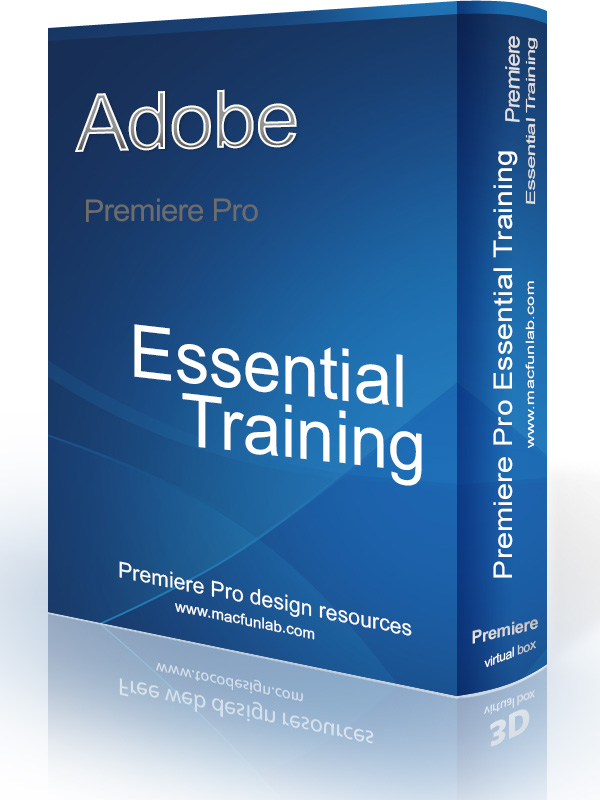 Adobe
Premiere Pro
Essential
Training
Premiere Pro design resources
www.macfunlab.com
Premiere
Essential Training
Premiere Pro Essential Training
www.macfunlab.com
Premiere
virtual box
www.tocodesign.com
Free web design resources
virtual box
3D